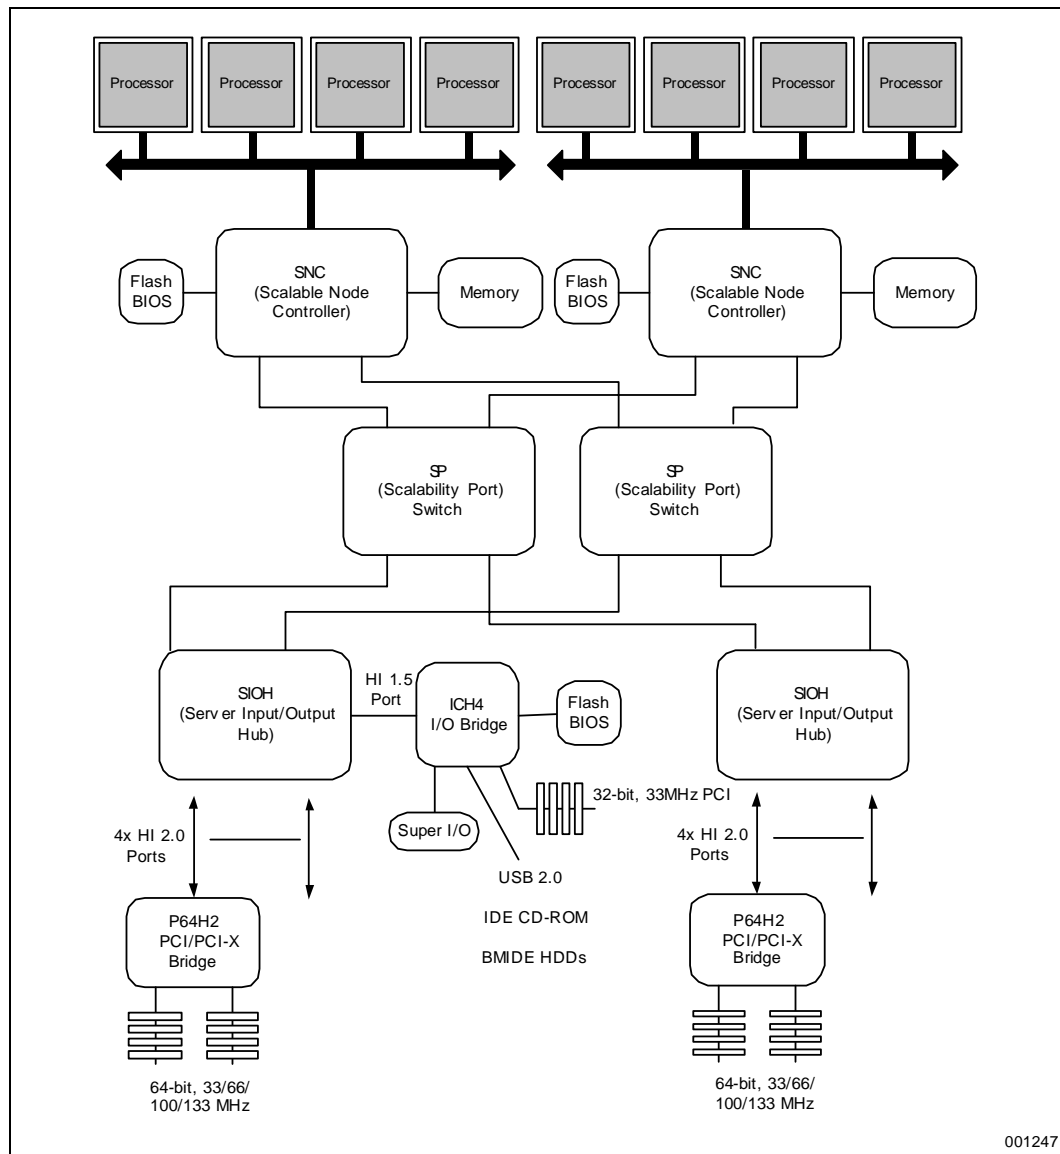 Processor
Processor
Processor
Processor
Processor
Processor
Processor
Processor
Flash
BIOS
SNC
(Scalable Node
Controller)
Memory
Flash
BIOS
SNC
(Scalable Node
Controller)
Memory
SP
(Scalability Port)
Switch
SP
(Scalability Port)
Switch
SIOH
(Server Input/Output
Hub)
HI 1.5
Port
ICH4
I/O Bridge
Flash
BIOS
SIOH
(Server Input/Output
Hub)
32-bit, 33MHz PCI
Super I/O
4x HI 2.0
Ports
4x HI 2.0
Ports
USB 2.0
IDE CD-ROM
BMIDE HDDs
P64H2
PCI/PCI-X
Bridge
P64H2
PCI/PCI-X
Bridge
64-bit, 33/66/
100/133 MHz
64-bit, 33/66/
100/133 MHz
001247